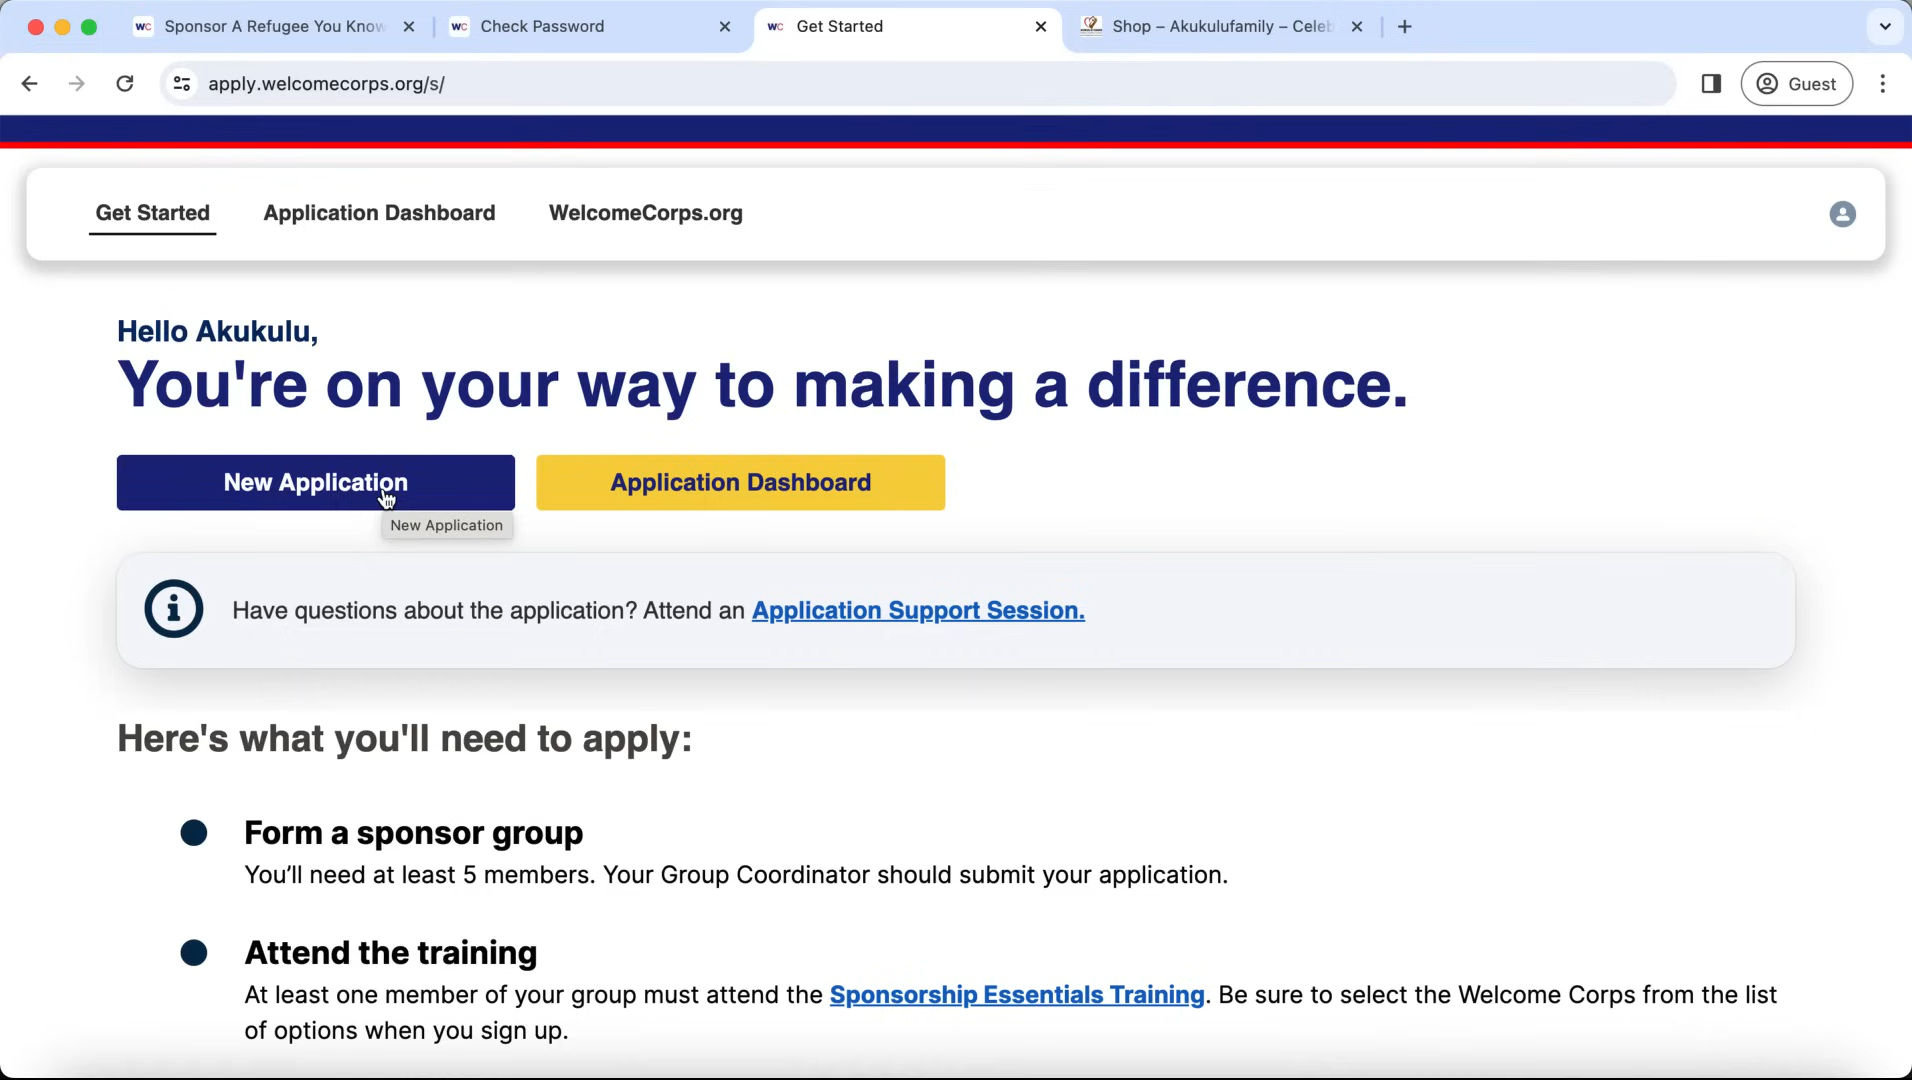 wc Sponsor A Refugee You Know
wc Check Password
wc Get Started
Shop – Akukulufamily – Celeb
apply.welcomecorps.org/s/
Guest
Get Started
Application Dashboard
WelcomeCorps.org
Hello Akukulu,
You're on your way to making a difference.
New Application
Application Dashboard
New Application
Have questions about the application? Attend an Application Support Session.
Here's what you'll need to apply:
Form a sponsor group
You’ll need at least 5 members. Your Group Coordinator should submit your application.
Attend the training
At least one member of your group must attend the Sponsorship Essentials Training. Be sure to select the Welcome Corps from the list
of options when you sign up.